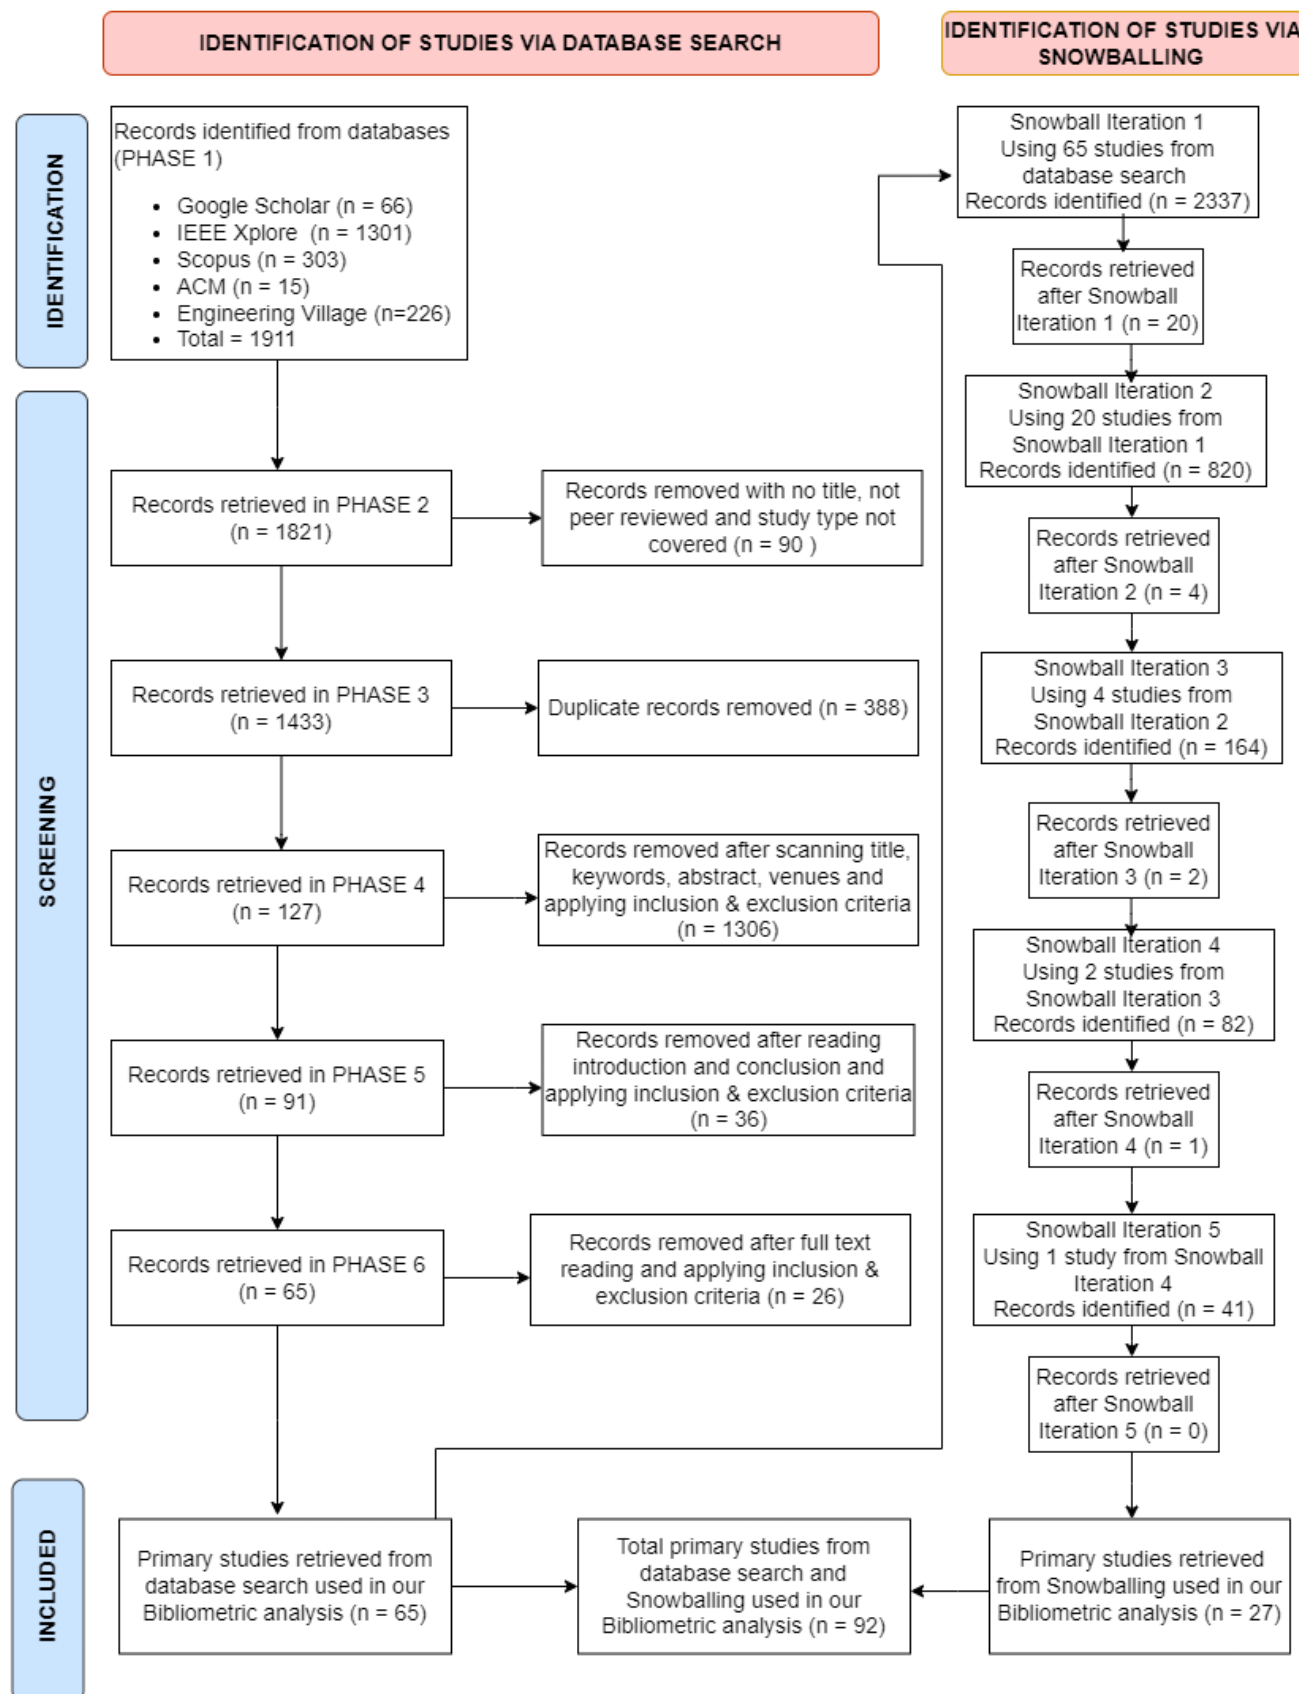 IDENTIFICATION OF STUDIES VIA DATABASE SEARCH
IDENTIFICATION OF STUDIES VIA
SNOWBALLING
IDENTIFICATION
Records identified from databases
(PHASE 1)
• Google Scholar (n = 66)
• IEEE Xplore (n = 1301)
• Scopus (n = 303)
• ACM (n = 15)
• Engineering Village (n=226)
• Total = 1911
SCREENING
Records retrieved in PHASE 2
(n = 1821)
Records removed with no title, not
peer reviewed and study type not
covered (n = 90 )
Records retrieved in PHASE 3
(n = 1433)
Duplicate records removed (n = 388)
Records retrieved in PHASE 4
(n = 127)
Records removed after scanning title,
keywords, abstract, venues and
applying inclusion & exclusion criteria
(n = 1306)
Records retrieved in PHASE 5
(n = 91)
Records removed after reading
introduction and conclusion and
applying inclusion & exclusion criteria
(n = 36)
Records retrieved in PHASE 6
(n = 65)
Records removed after full text
reading and applying inclusion &
exclusion criteria (n = 26)
Snowball Iteration 1
Using 65 studies from
database search
Records identified (n = 2337)
Records retrieved
after Snowball
Iteration 1 (n = 20)
Snowball Iteration 2
Using 20 studies from
Snowball Iteration 1
Records identified (n = 820)
Records retrieved
after Snowball
Iteration 2 (n = 4)
Snowball Iteration 3
Using 4 studies from
Snowball Iteration 2
Records identified (n = 164)
Records retrieved
after Snowball
Iteration 3 (n = 2)
Snowball Iteration 4
Using 2 studies from
Snowball Iteration 3
Records identified (n = 82)
Records retrieved
after Snowball
Iteration 4 (n = 1)
Snowball Iteration 5
Using 1 study from Snowball
Iteration 4
Records identified (n = 41)
Records retrieved
after Snowball
Iteration 5 (n = 0)
INCLUDED
Primary studies retrieved from
database search used in our
Bibliometric analysis (n = 65)
Total primary studies from
database search and
Snowballing used in our
Bibliometric analysis (n = 92)
Primary studies retrieved
from Snowballing used in our
Bibliometric analysis (n = 27)